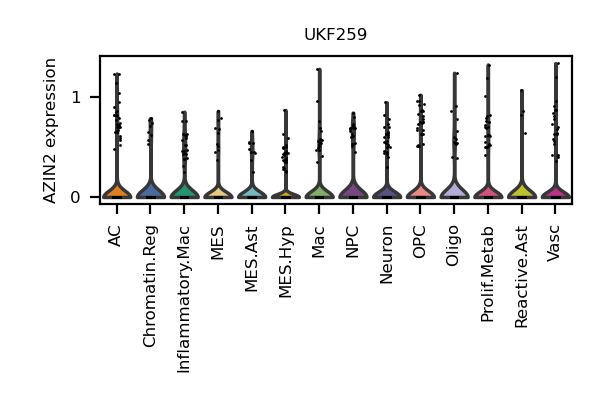 UKF259
AZIN2 expression
1
0
AC
Chromatin.Reg
Inflammatory.Mac
MES
MES.Ast
MES.Hyp
Mac
NPC
Neuron
OPC
Oligo
Prolif.Metab
Reactive.Ast
Vasc